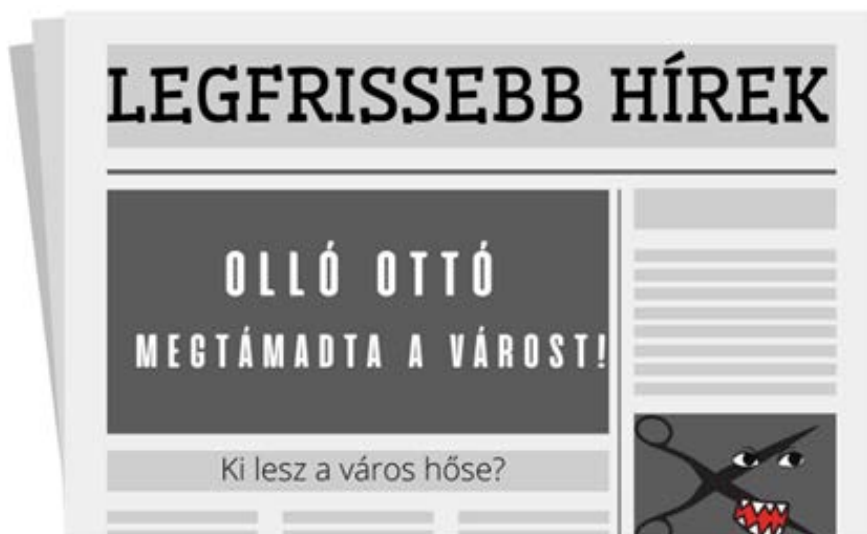 LEGFRISSEBB HÍREK
OLLÓ OTTÓ
MEGTÁMADTA A VÁROST!
Ki lesz a város hőse?